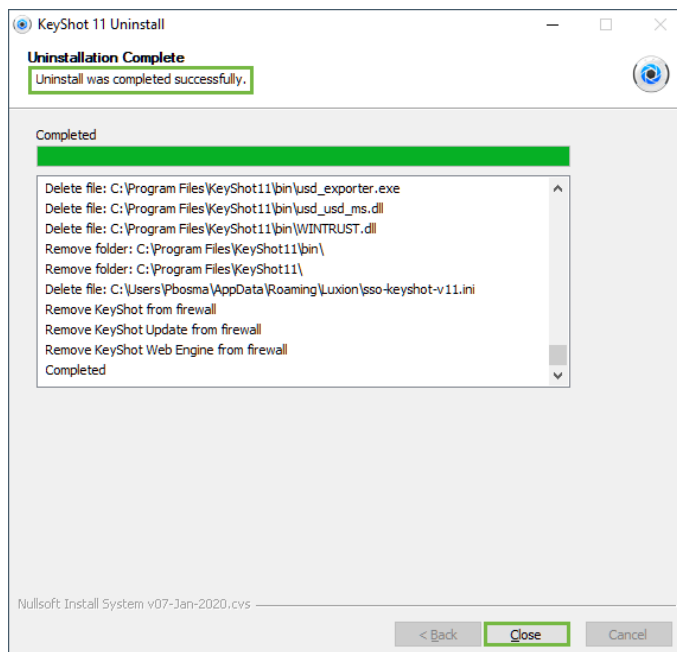 KeyShot 11 Uninstall
Uninstallation Complete
Uninstall was completed successfully.
Completed
Delete file: C:\Program Files\KeyShot11\bin\usd_exporter.exe
Delete file: C:\Program Files\KeyShot11\bin\usd_usd_ms.dll
Delete file: C:\Program Files\KeyShot11\bin\WINTRUST.dll
Remove folder: C:\Program Files\KeyShot11\bin\
Remove folder: C:\Program Files\KeyShot11\
Delete file: C:\Users\Pbosma\AppData\Roaming\Luxion\sso-keyshot-v11.ini
Remove KeyShot from firewall
Remove KeyShot Update from firewall
Remove KeyShot Web Engine from firewall
Completed
Nullsoft Install System v07-Jan-2020.cvs
< Back Close Cancel